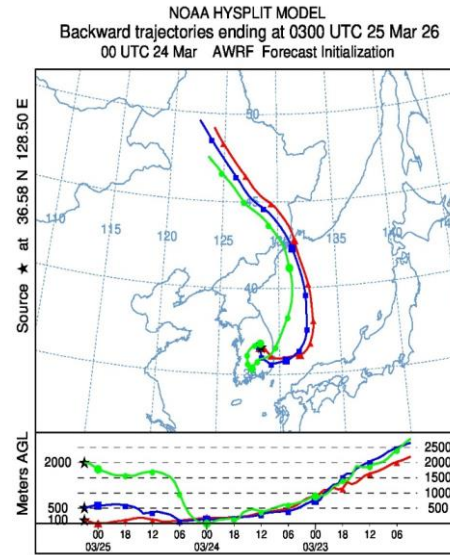 NOAA HYSPLIT MODEL
Backward trajectories ending at 0300 UTC 25 Mar 26
00 UTC 24 Mar AWRF Forecast Initialization
Source ★ at 36.58 N 128.50 E
50
45
110
115
120
125
130
135
140
40
Meters AGL
2500
2000 2000
1500
1000
500 500
100
00 18 12 06 00 18 12 06 00 18 12 06
03/25 03/24 03/23